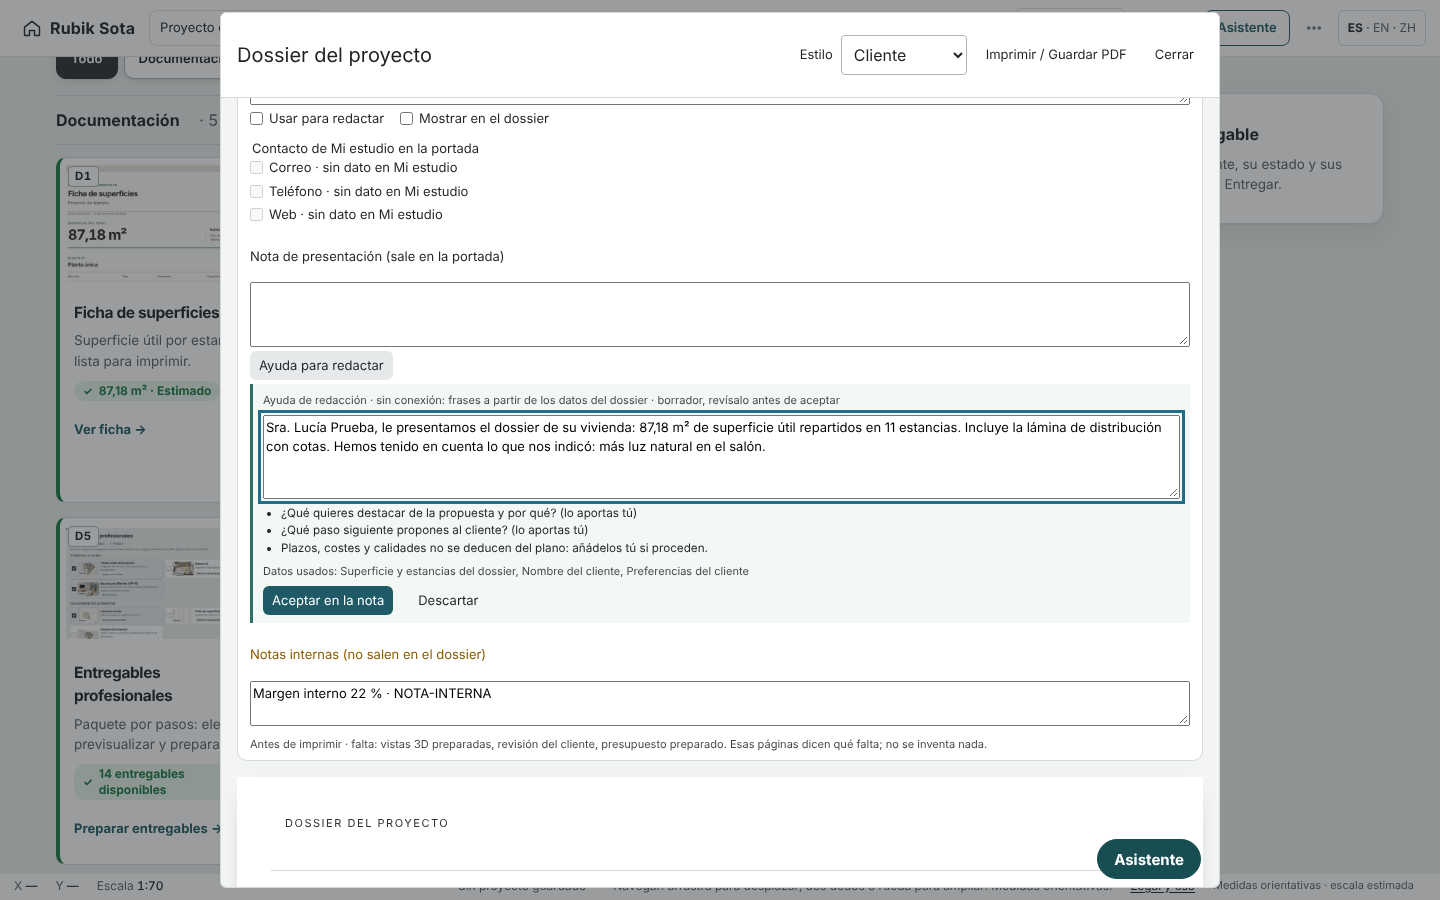 Rubik Sota
Proyecto
Asistente
•••
ES · EN · ZH
Dossier del proyecto
Estilo
Cliente
Imprimir / Guardar PDF
Cerrar
Todo
Documentaci
Documentación · 5
D1
Ficha de superficies
87,18 m²
Planta única
Ficha de superficies
Superficie útil por esta
lista para imprimir.
87,18 m² · Estimado
Ver ficha →
D5
profesionales
Entregables
profesionales
Paquete por pasos: ele
previsualizar y prepara
14 entregables
disponibles
Preparar entregables →
Usar para redactar
Mostrar en el dossier
Contacto de Mi estudio en la portada
Correo · sin dato en Mi estudio
Teléfono · sin dato en Mi estudio
Web · sin dato en Mi estudio
Nota de presentación (sale en la portada)
Ayuda para redactar
Ayuda de redacción · sin conexión: frases a partir de los datos del dossier · borrador, revísalo antes de aceptar
Sra. Lucía Prueba, le presentamos el dossier de su vivienda: 87,18 m² de superficie útil repartidos en 11 estancias. Incluye la lámina de distribución
con cotas. Hemos tenido en cuenta lo que nos indicó: más luz natural en el salón.
• ¿Qué quieres destacar de la propuesta y por qué? (lo aportas tú)
• ¿Qué paso siguiente propones al cliente? (lo aportas tú)
• Plazos, costes y calidades no se deducen del plano: añádelos tú si proceden.
Datos usados: Superficie y estancias del dossier, Nombre del cliente, Preferencias del cliente
Aceptar en la nota
Descartar
Notas internas (no salen en el dossier)
Margen interno 22 % · NOTA-INTERNA
Antes de imprimir · falta: vistas 3D preparadas, revisión del cliente, presupuesto preparado. Esas páginas dicen qué falta; no se inventa nada.
DOSSIER DEL PROYECTO
Asistente
gable
nte, su estado y sus
Entregar.
X —
Y —
Escala 1:70
Medidas orientativas · escala estimada